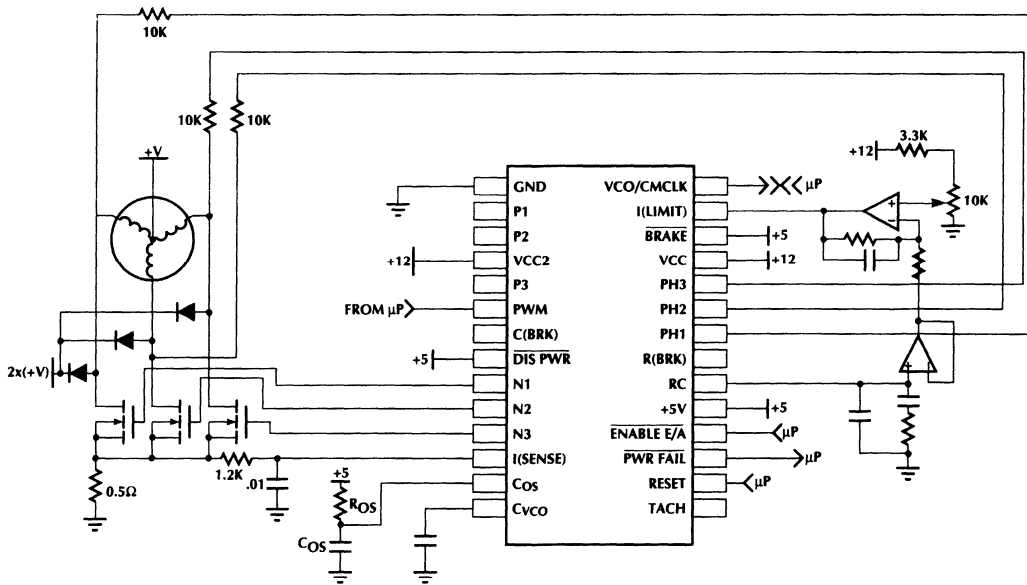 10K
10K
10K
+V
3.3K
+12
10K
GND
P1
P2
VCC2
P3
PWM
C(BRK)
DIS PWR
N1
N2
N3
I(SENSE)
COS
CVCO
VCO/CMCLK
I(LIMIT)
BRAKE
VCC
PH3
PH2
PH1
R(BRK)
RC
+5V
ENABLE E/A
PWR FAIL
RESET
TACH
+12
FROM μP
+5
2x(+V)
μP
+5
+12
+5
μP
μP
μP
1.2K
.01
0.5Ω
+5
ROS
COS
+
−
+
−